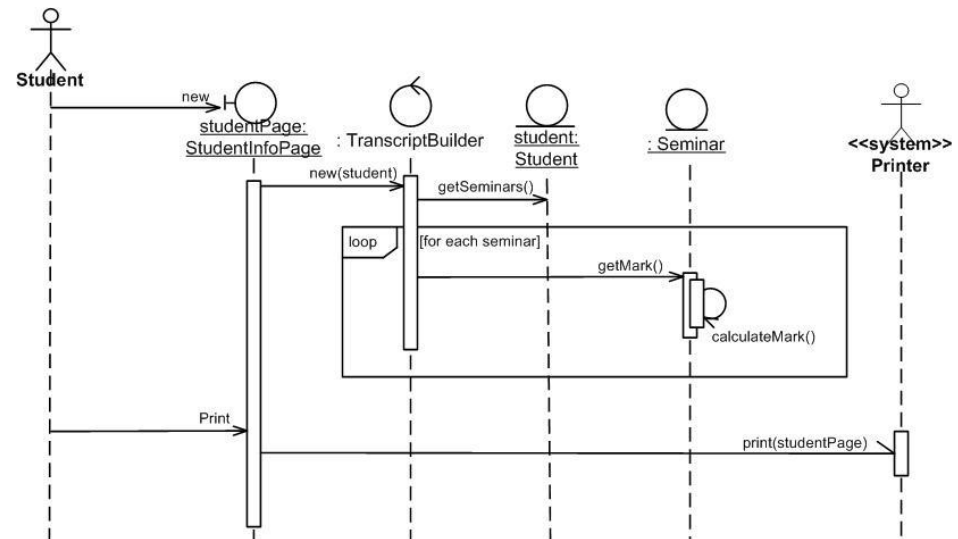 Student
new
studentPage:
StudentInfoPage
: TranscriptBuilder
student:
Student
: Seminar
<<system>>
Printer
new(student)
getSeminars()
loop
[for each seminar]
getMark()
calculateMark()
Print
print(studentPage)